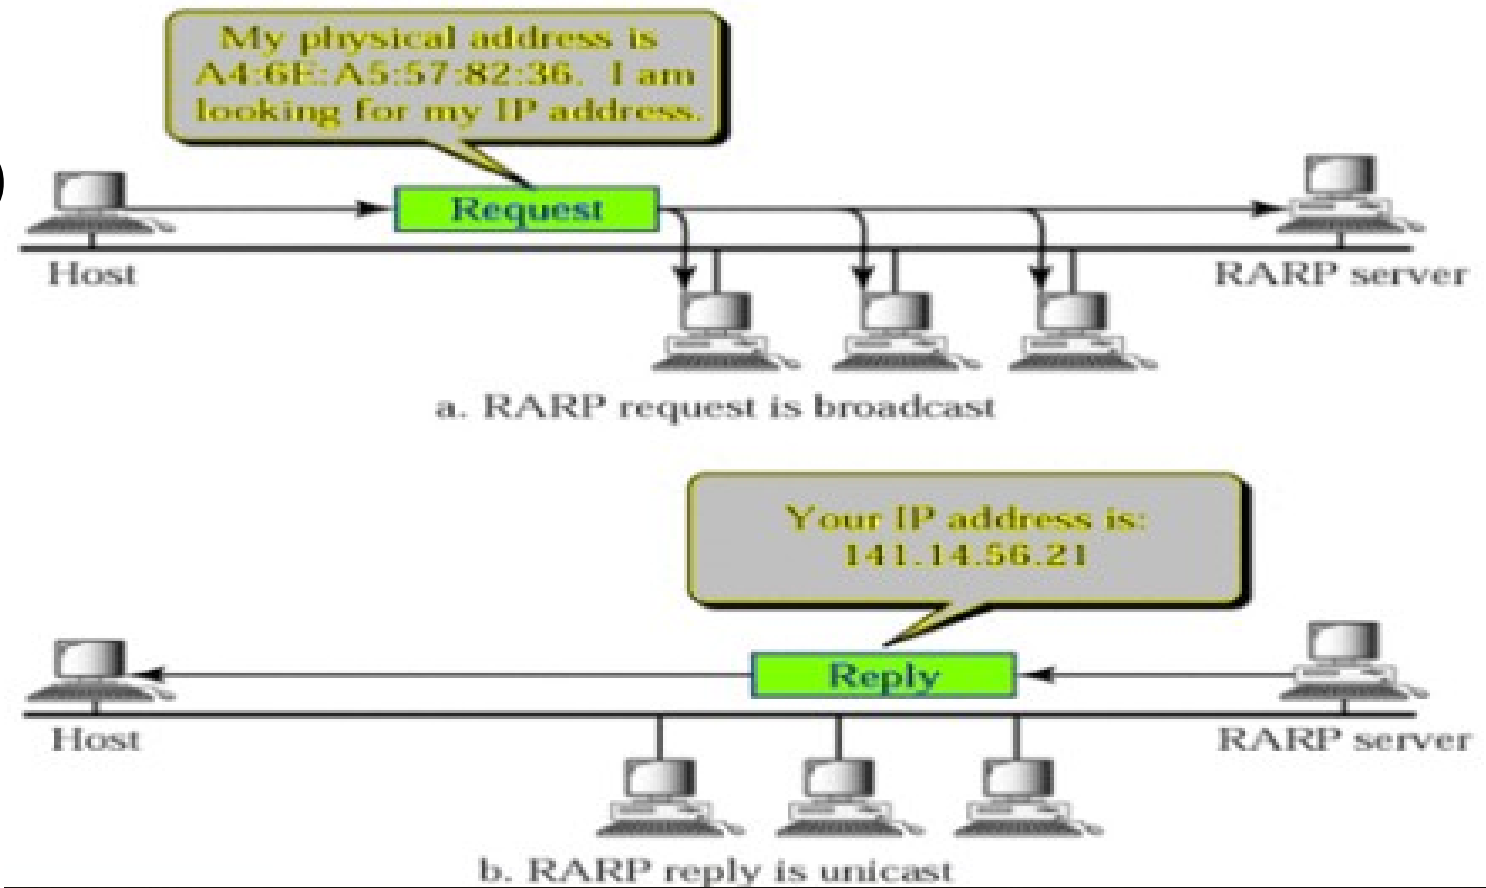 My physical address is
A4:6E:A5:57:82:36. I am
looking for my IP address.
)
Request
Host
RARP server
a. RARP request is broadcast
Your IP address is:
141.14.56.21
Reply
Host
RARP server
b. RARP reply is unicast